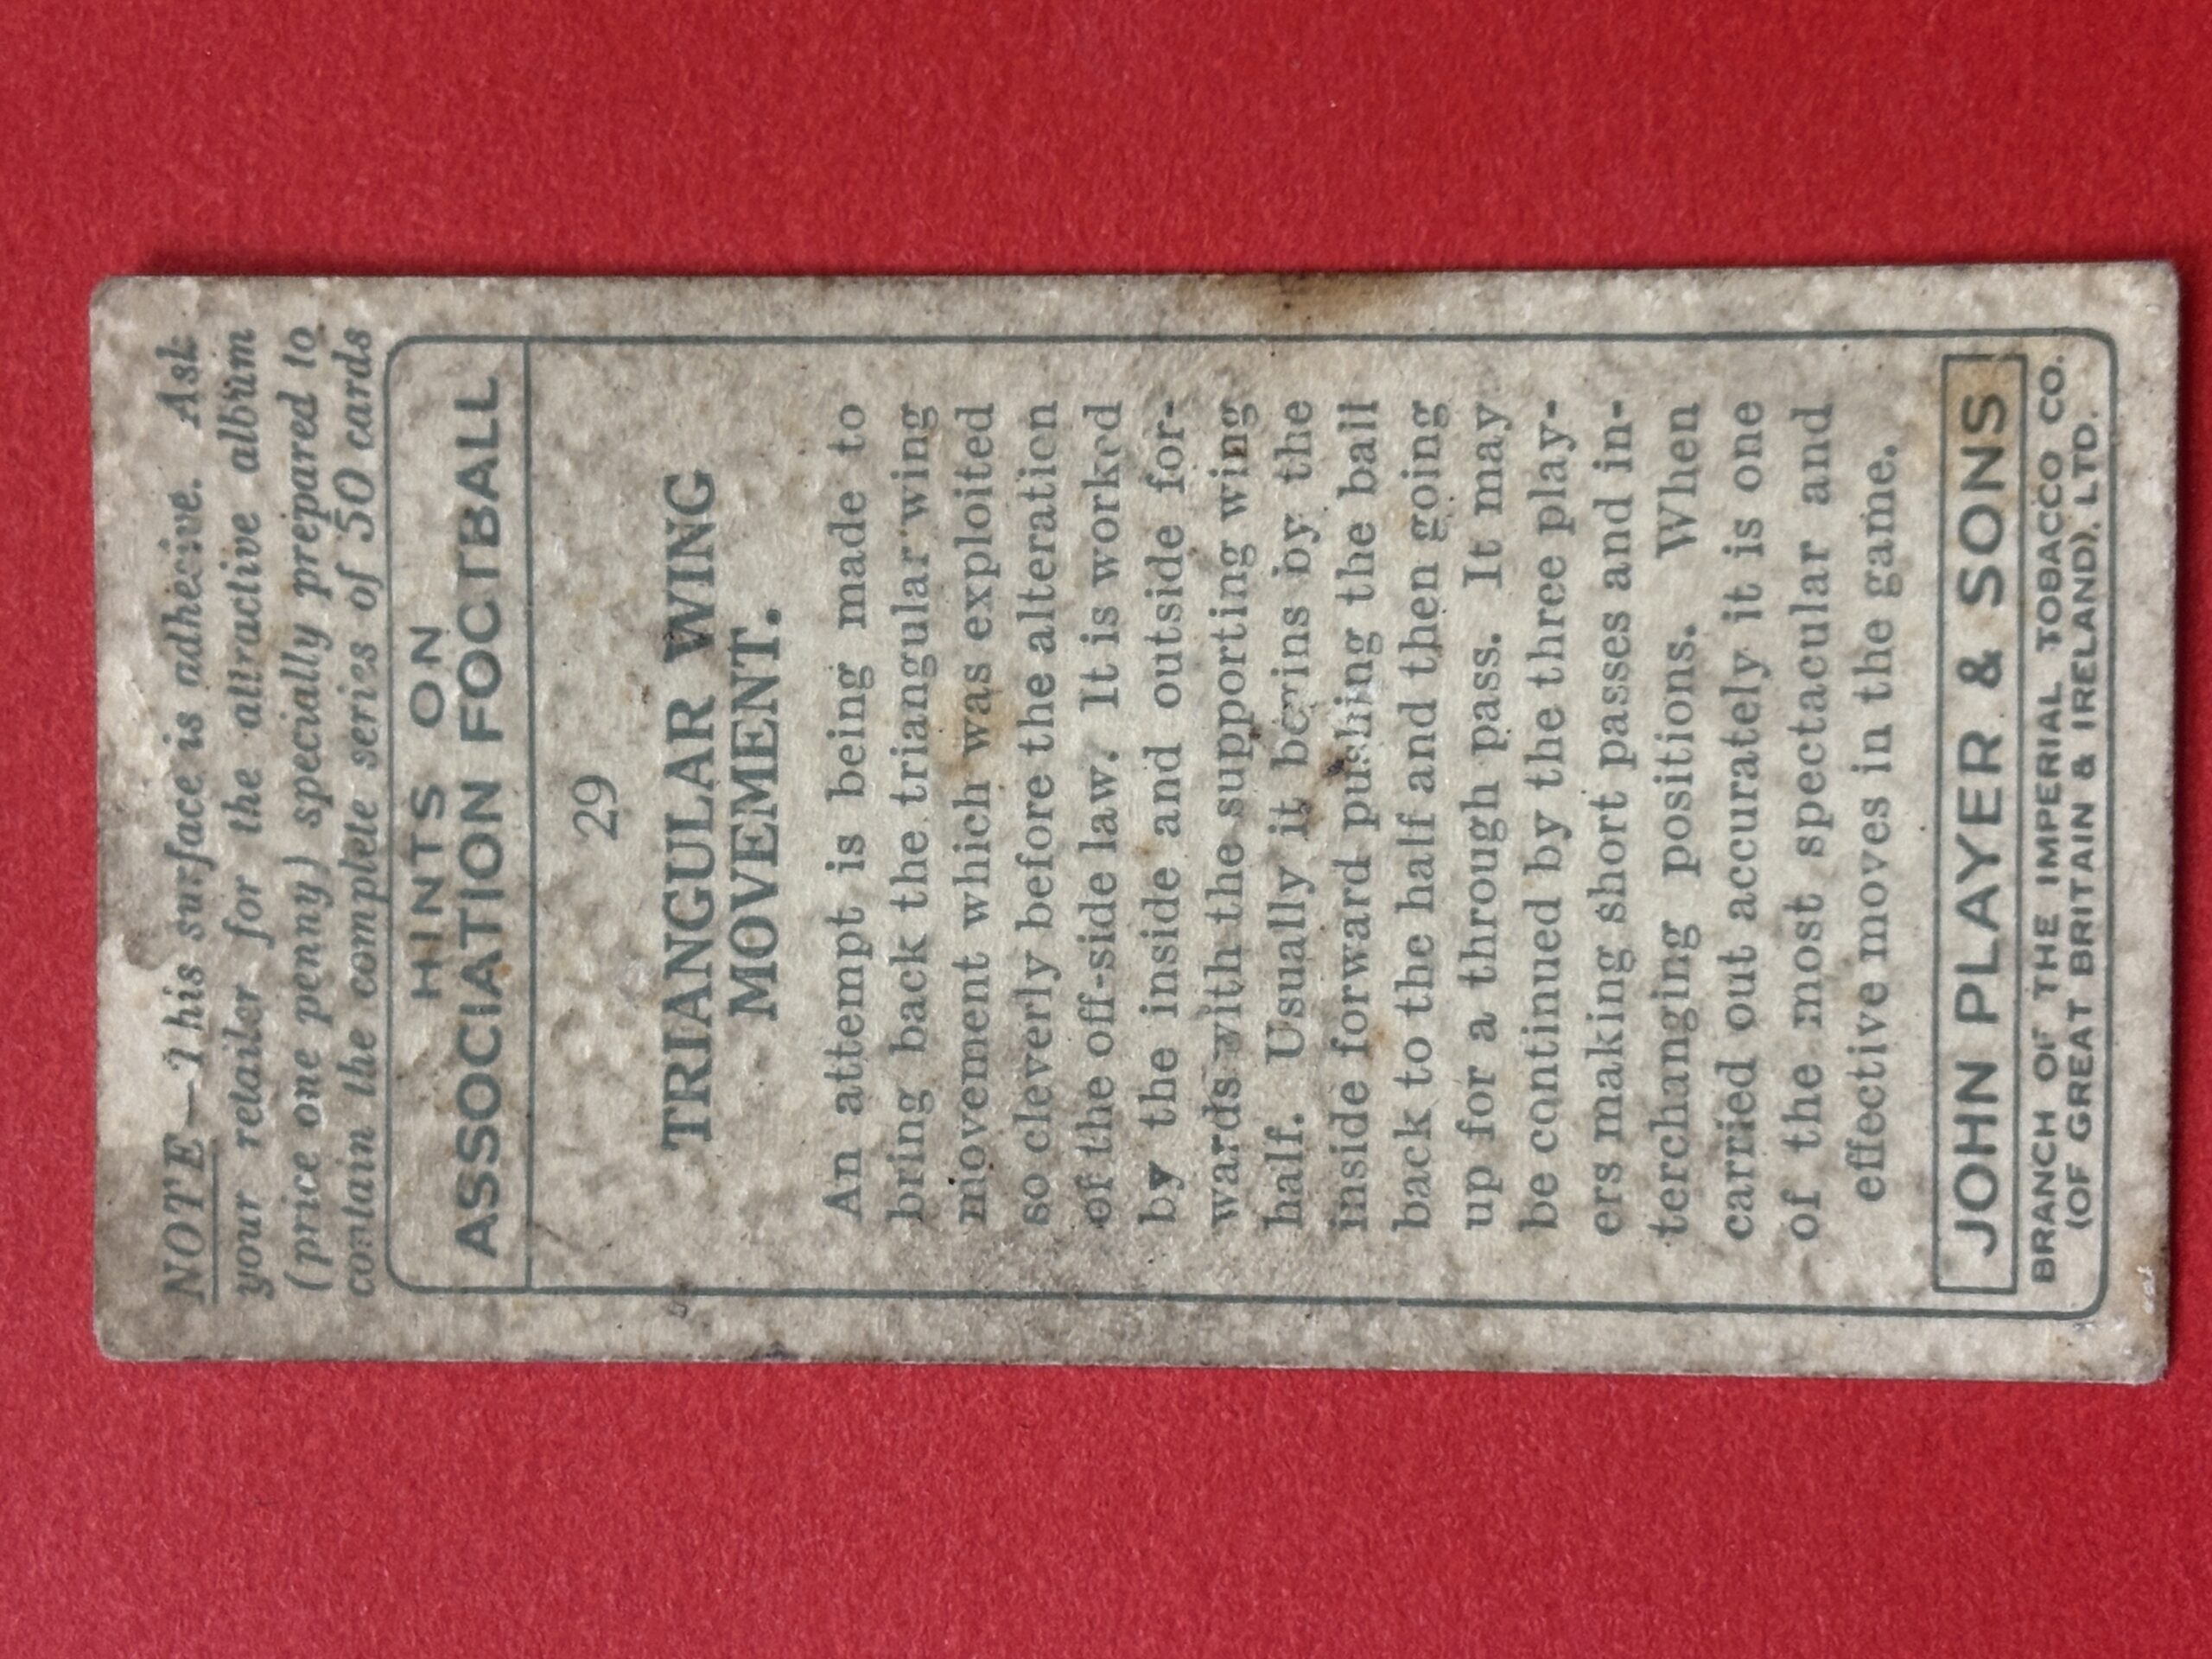 NOTE—This surface is adhesive. Ask
your retailer for the attractive album
(price one penny) specially prepared to
contain the complete series of 50 cards
HINTS ON
ASSOCIATION FOOTBALL
29
TRIANGULAR WING
MOVEMENT.
An attempt is being made to
bring back the triangular wing
movement which was exploited
so cleverly before the alteration
of the off-side law. It is worked
by the inside and outside for-
wards with the supporting wing
half. Usually it begins by the
inside forward pushing the ball
back to the half and then going
up for a through pass. It may
be continued by the three play-
ers making short passes and in-
terchanging positions. When
carried out accurately it is one
of the most spectacular and
effective moves in the game.
JOHN PLAYER & SONS
BRANCH OF THE IMPERIAL TOBACCO CO.
(OF GREAT BRITAIN & IRELAND), LTD.